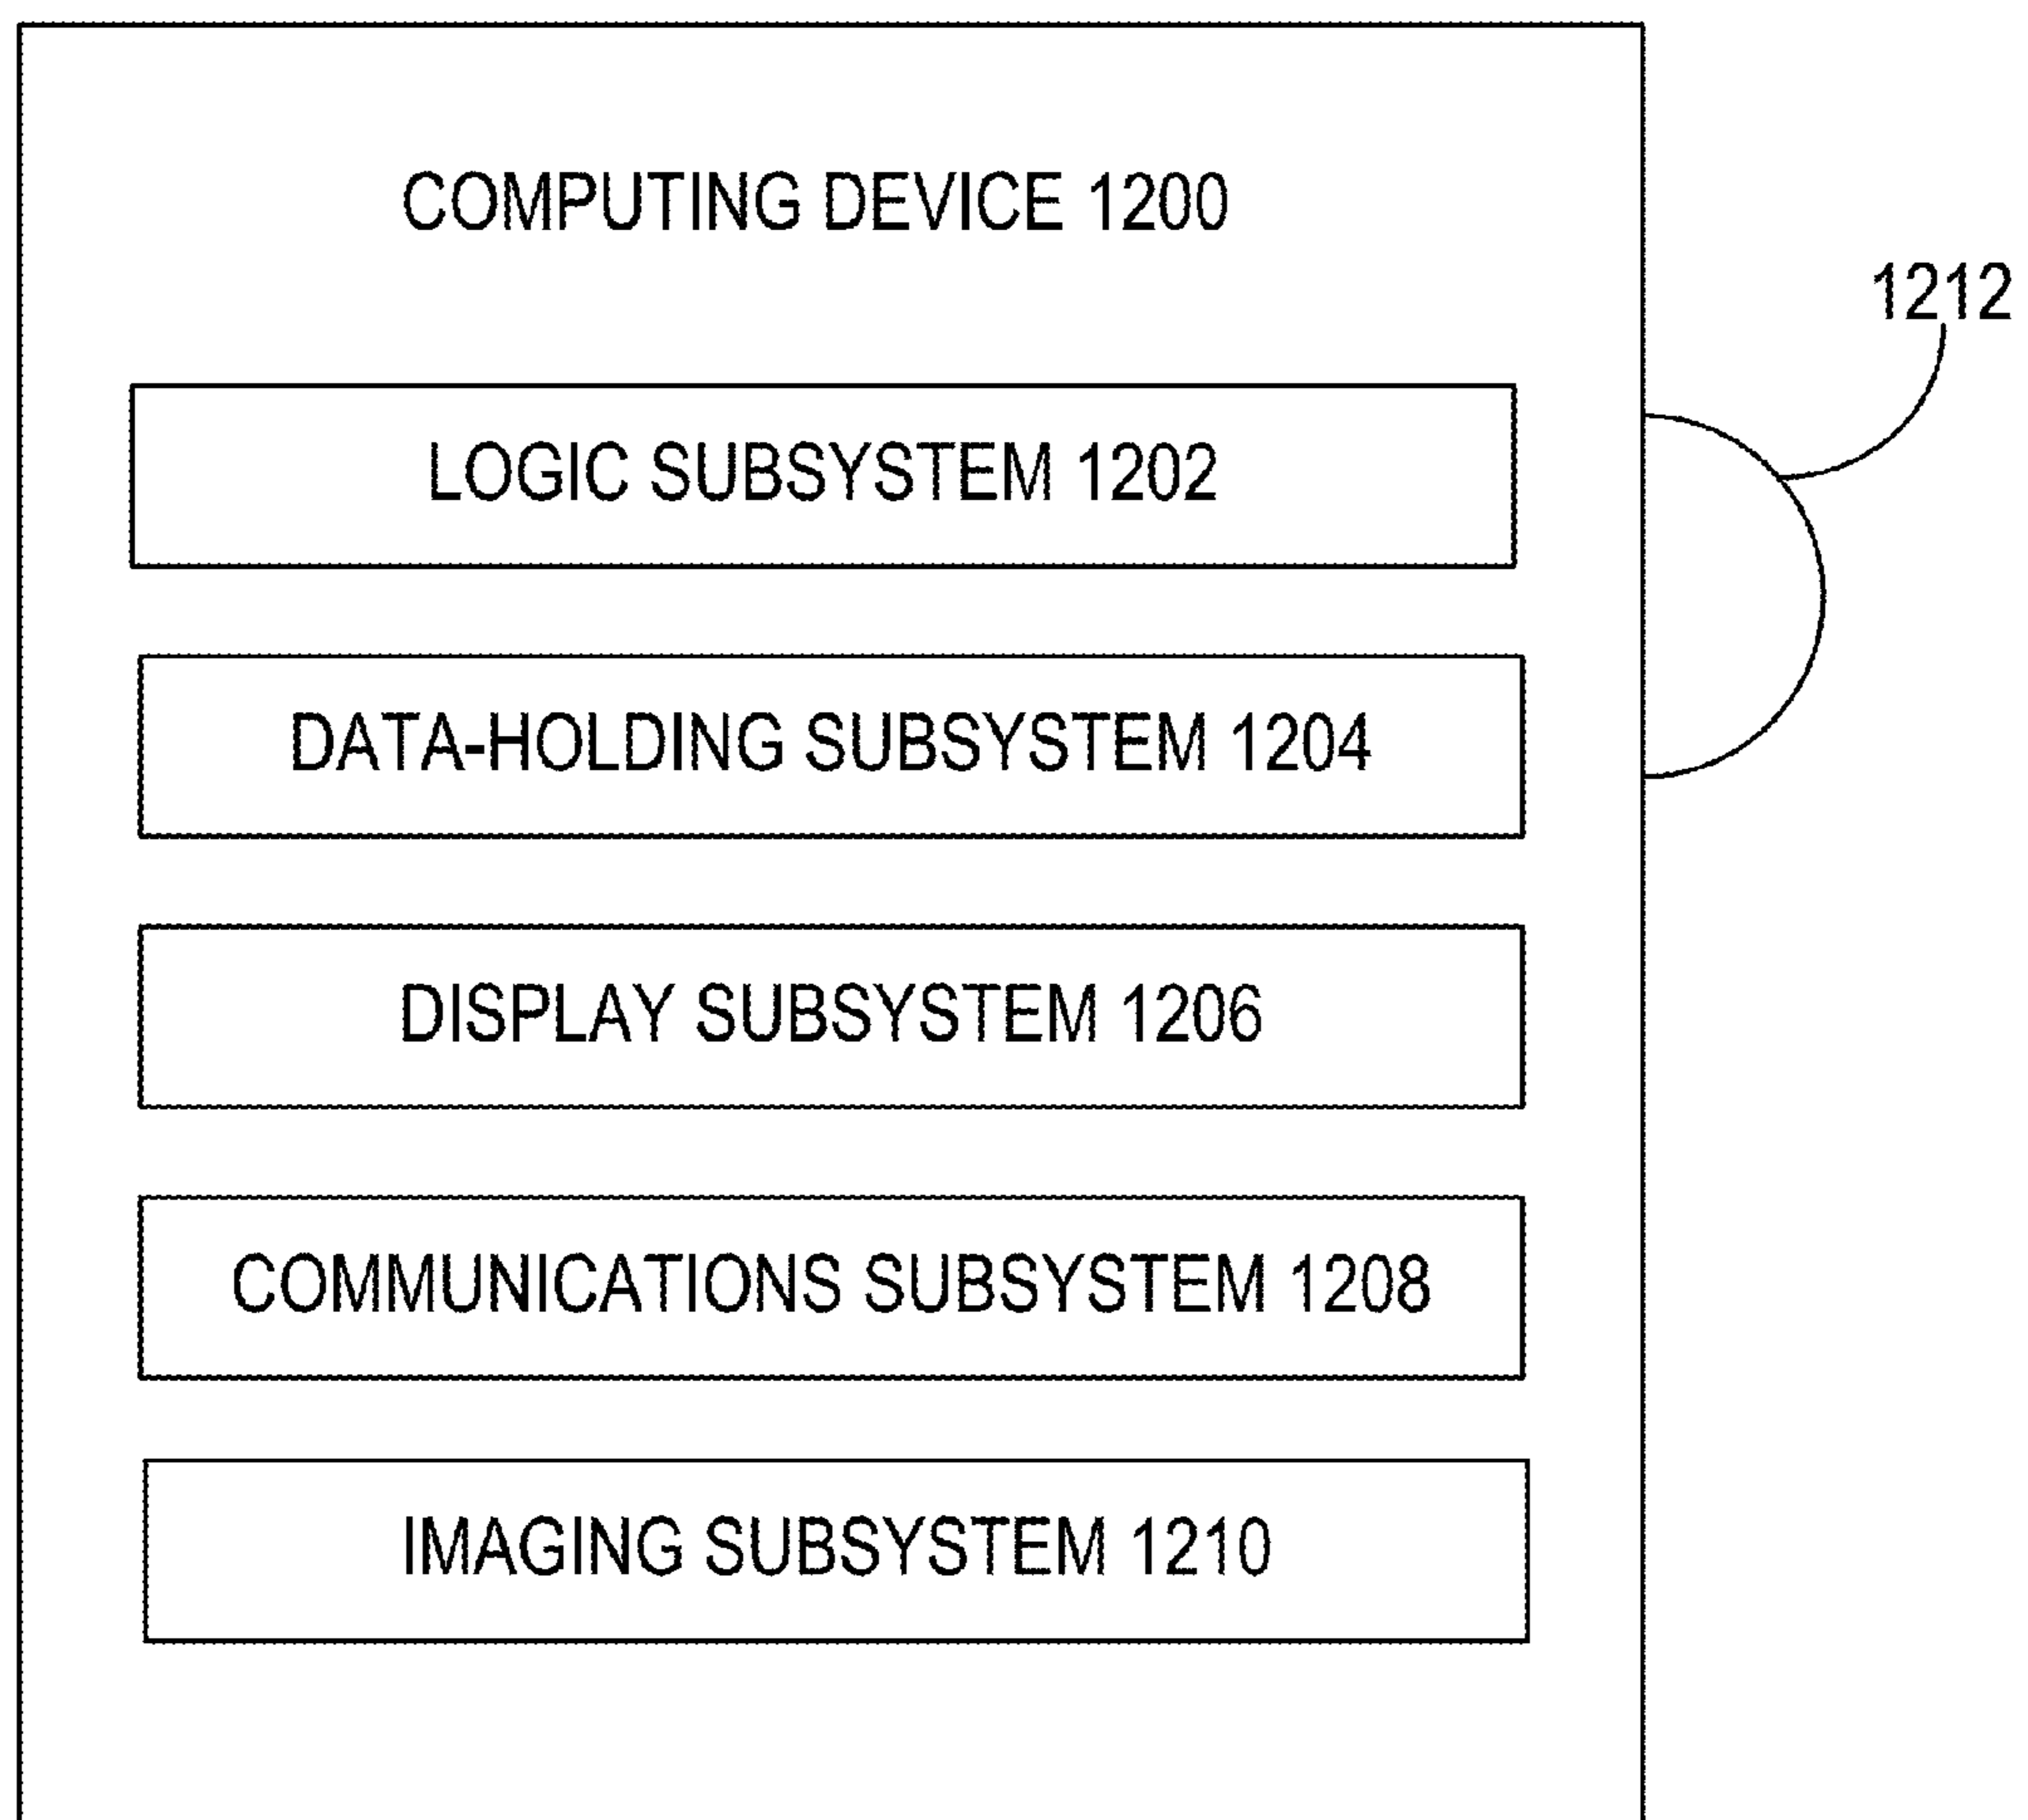 COMPUTING DEVICE 1200
1212
LOGIC SUBSYSTEM 1202
DATA-HOLDING SUBSYSTEM 1204
DISPLAY SUBSYSTEM 1206
COMMUNICATIONS SUBSYSTEM 1208
IMAGING SUBSYSTEM 1210